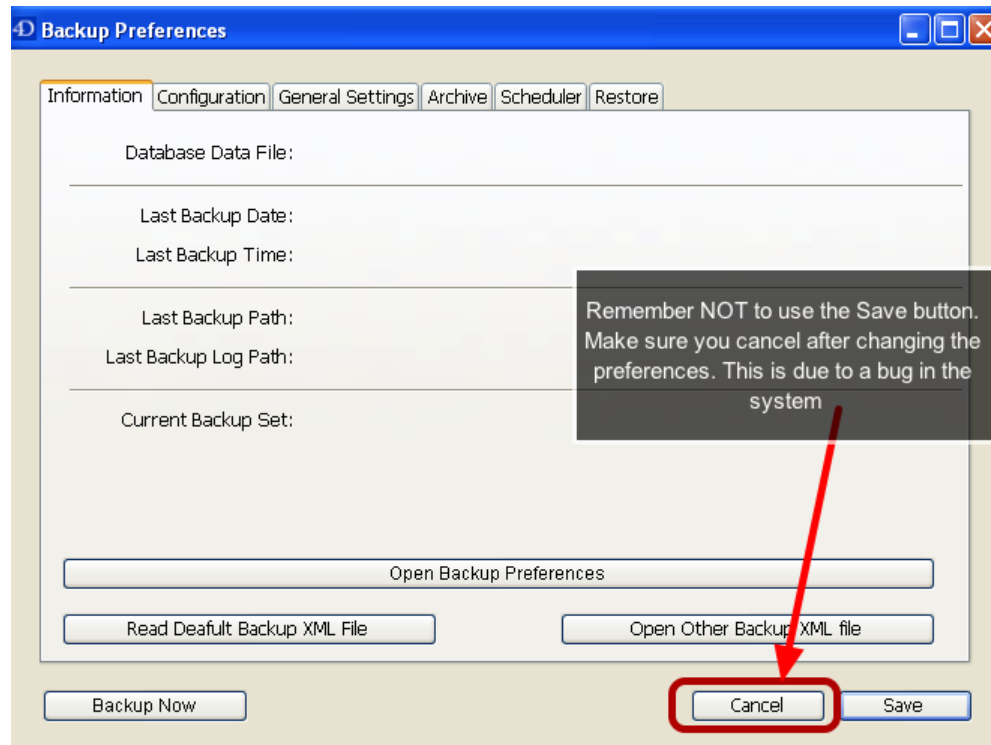 4D Backup Preferences
Information Configuration General Settings Archive Scheduler Restore
Database Data File:
Last Backup Date:
Last Backup Time:
Last Backup Path:
Last Backup Log Path:
Current Backup Set:
Remember NOT to use the Save button.
Make sure you cancel after changing the
preferences. This is due to a bug in the
system
Open Backup Preferences
Read Deafult Backup XML File Open Other Backup XML file
Backup Now Cancel Save